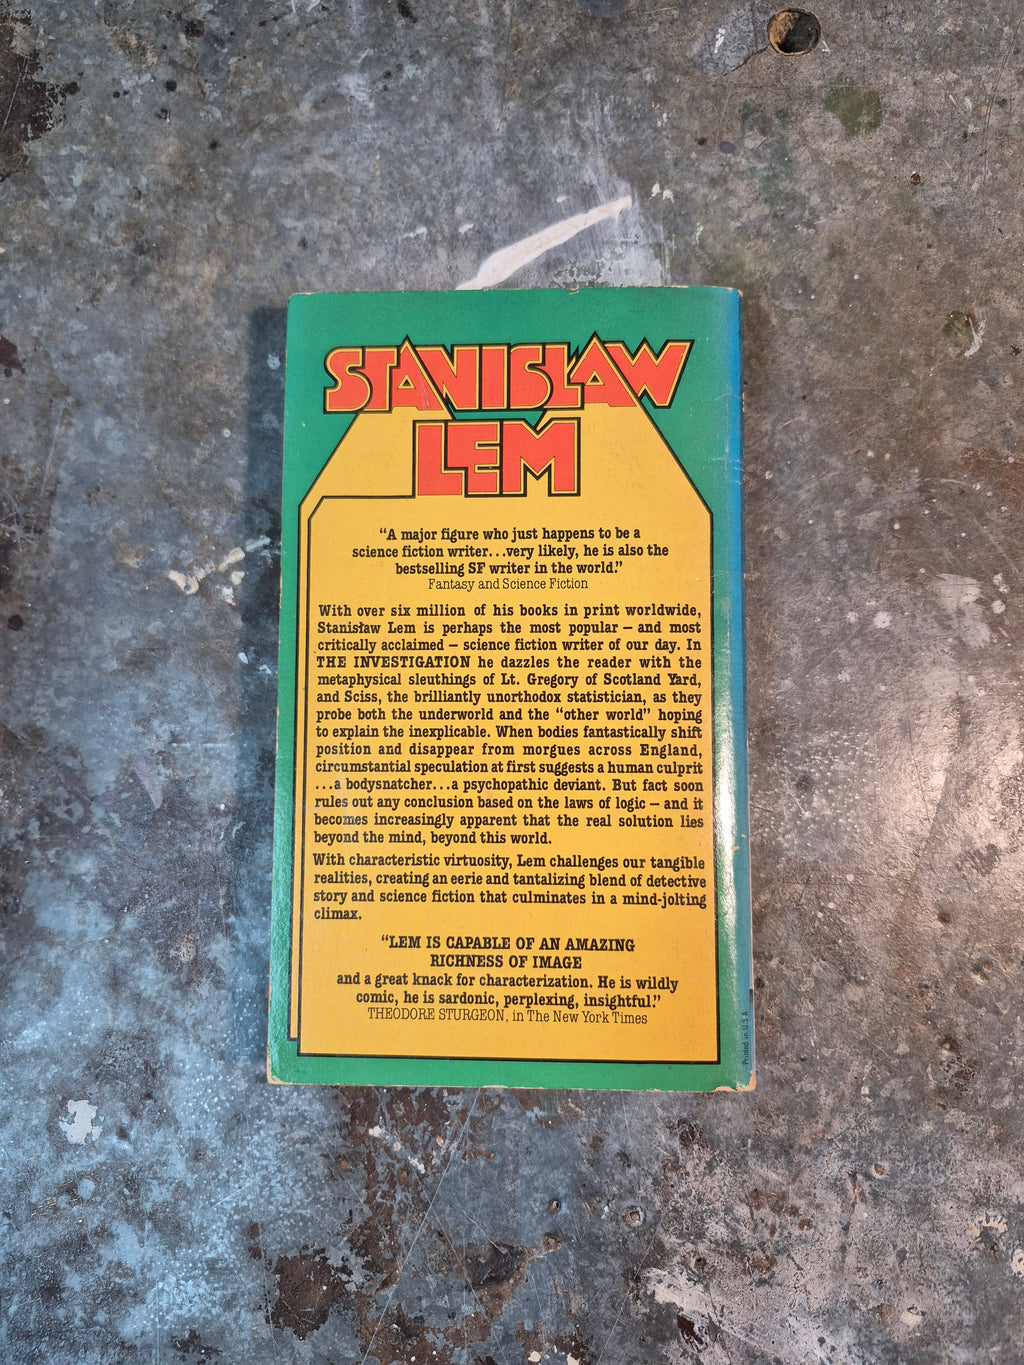 STANISŁAW
LEM
“A major figure who just happens to be a
science fiction writer...very likely, he is also the
bestselling SF writer in the world.”
Fantasy and Science Fiction
With over six million of his books in print worldwide,
Stanisław Lem is perhaps the most popular – and most
critically acclaimed – science fiction writer of our day. In
THE INVESTIGATION he dazzles the reader with the
metaphysical sleuthings of Lt. Gregory of Scotland Yard,
and Sciss, the brilliantly unorthodox statistician, as they
probe both the underworld and the “other world” hoping
to explain the inexplicable. When bodies fantastically shift
position and disappear from morgues across England,
circumstantial speculation at first suggests a human culprit
...a bodysnatcher...a psychopathic deviant. But fact soon
rules out any conclusion based on the laws of logic – and it
becomes increasingly apparent that the real solution lies
beyond the mind, beyond this world.
With characteristic virtuosity, Lem challenges our tangible
realities, creating an eerie and tantalizing blend of detective
story and science fiction that culminates in a mind-jolting
climax.
“LEM IS CAPABLE OF AN AMAZING
RICHNESS OF IMAGE
and a great knack for characterization. He is wildly
comic, he is sardonic, perplexing, insightful.”
THEODORE STURGEON, in The New York Times
Printed in U.S.A.